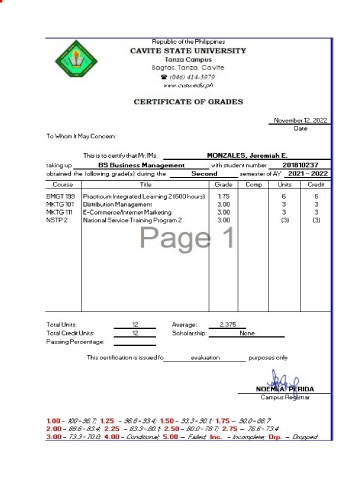 Republic of the Philippines
CAVITE STATE UNIVERSITY
Tanza Campus
Bagtas, Tanza, Cavite
☎ (046) 414-3979
www.cvsu.edu.ph
CERTIFICATE OF GRADES
November 12, 2022
Date
To Whom It May Concern:
This is to certify that Mr./Ms. MONZALES, Jeremiah E.
taking up BS Business Management with student number 201810237
obtained the following grade(s) during the Second semester of AY 2021 - 2022
Course Title Grade Comp Units Credit
BMGT 199 Practicum Integrated Learning 2 (600 hours) 1.75 6 6
MKTG 101 Distribution Management 3.00 3 3
MKTG 111 E-Commerce/Internet Marketing 3.00 3 3
NSTP 2 National Service Training Program 2 3.00 (3) (3)
Page 1
Total Units: 12 Average: 2.375
Total Credit Units: 12 Scholarship: None
Passing Percentage:
This certification is issued fo evaluation purposes only
NOEMI A. PERIDA
Campus Registrar
1.00 - 100-96.7; 1.25 - 96.6-93.4; 1.50 - 93.3-90.1; 1.75 - 90.0-86.7
2.00 - 86.6-83.4; 2.25 - 83.3-80.1; 2.50 - 80.0-76.7; 2.75 - 76.6-73.4
3.00 - 73.3-70.0; 4.00 - Conditional; 5.00 - Failed; Inc. - Incomplete; Drp. - Dropped